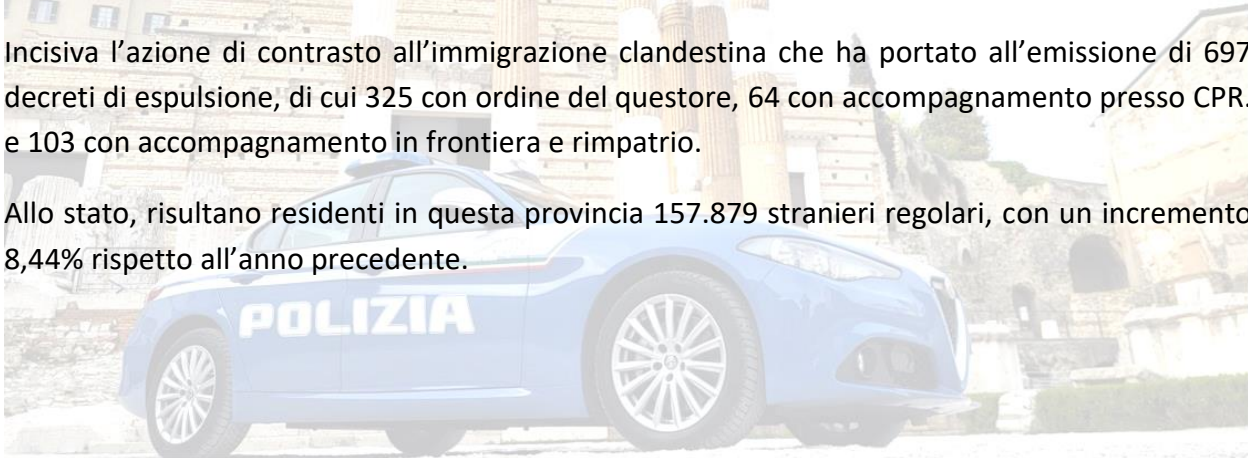 Incisiva l’azione di contrasto all’immigrazione clandestina che ha portato all’emissione di 697
decreti di espulsione, di cui 325 con ordine del questore, 64 con accompagnamento presso CPR.
e 103 con accompagnamento in frontiera e rimpatrio.
Allo stato, risultano residenti in questa provincia 157.879 stranieri regolari, con un incremento
8,44% rispetto all’anno precedente.
POLIZIA